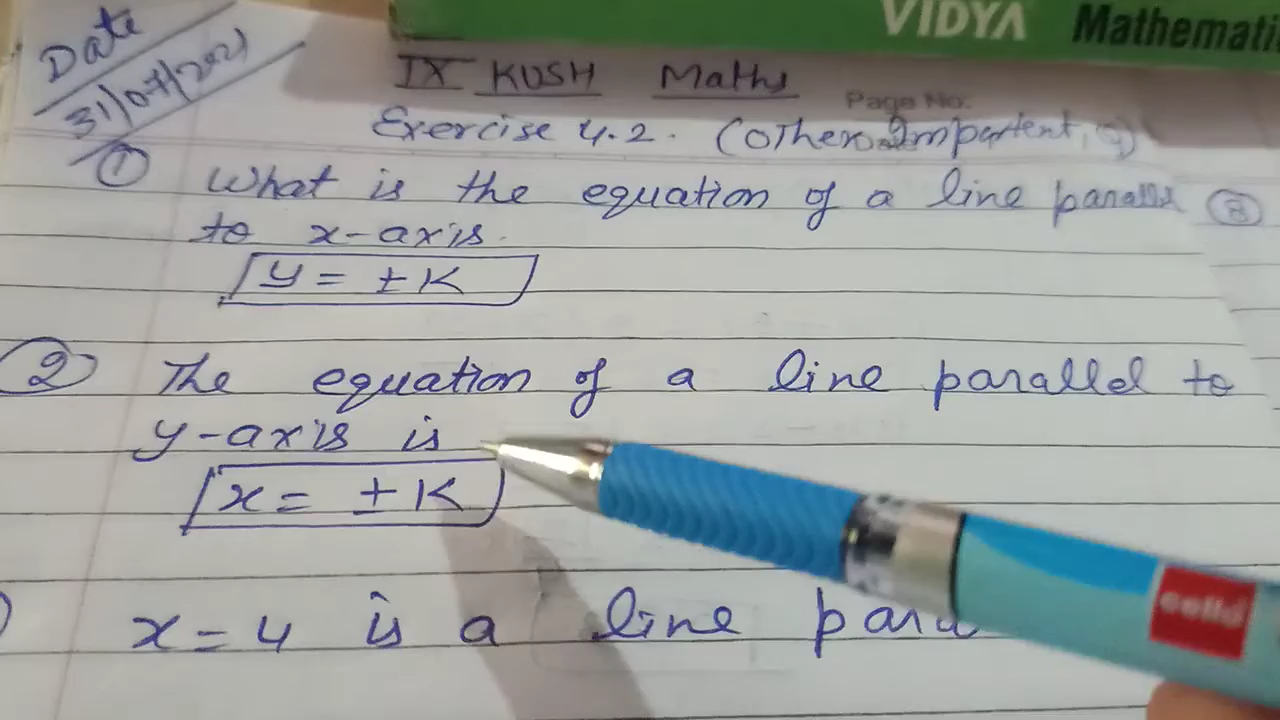 VIDYA Mathemati
Date
31/07/2021
IX KUSH Maths
Page No.
Exercise 4.2. (Other Impartent
① What is the equation of a line parallel
to x-axis.
y = ±K
② The equation of a line parallel to
y-axis is
x = ±K
x=4 is a line para
cello